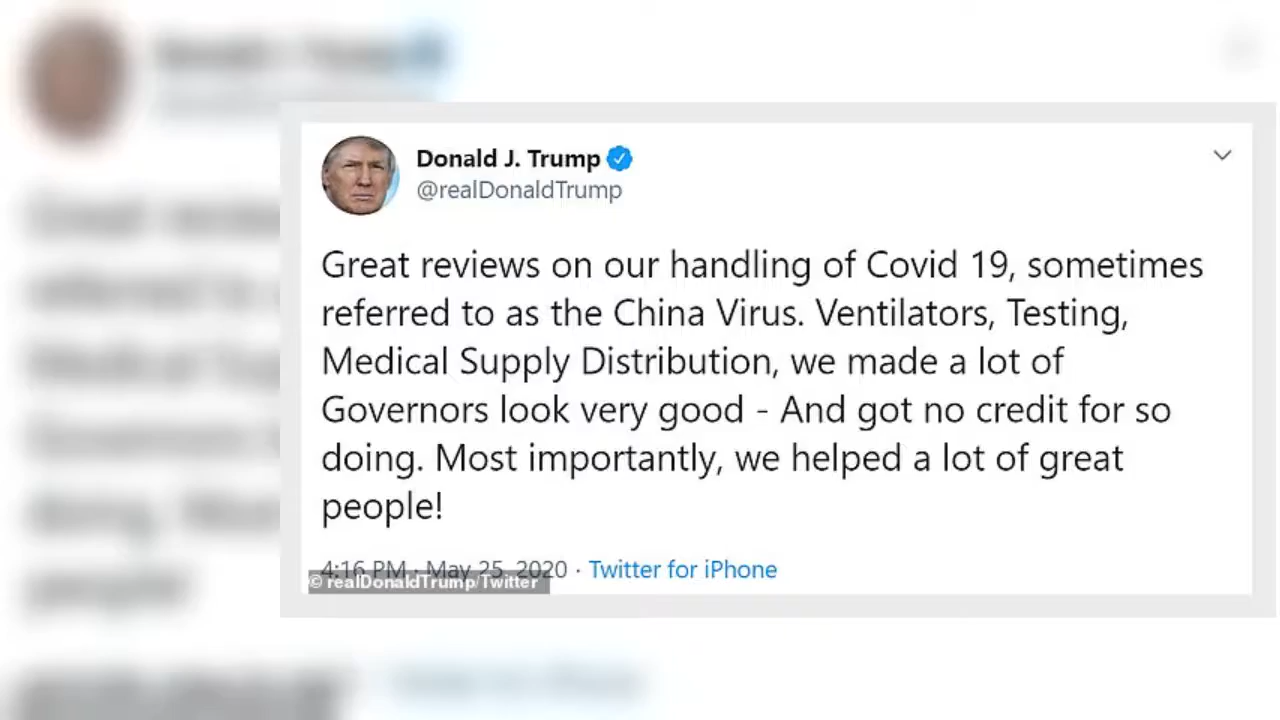 Donald J. Trump
@realDonaldTrump
Great reviews on our handling of Covid 19, sometimes
referred to as the China Virus. Ventilators, Testing,
Medical Supply Distribution, we made a lot of
Governors look very good - And got no credit for so
doing. Most importantly, we helped a lot of great
people!
4:16 PM · May 25, 2020 · Twitter for iPhone
© realDonaldTrump/Twitter